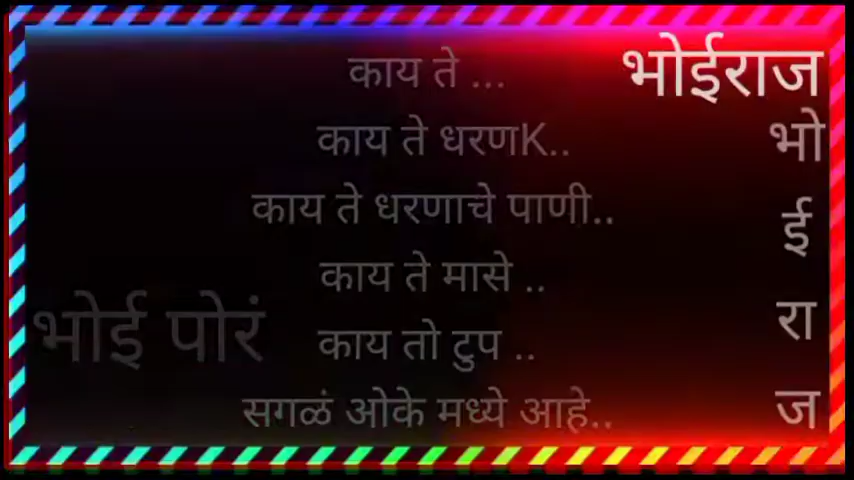 भोईराज
काय ते ...
काय ते धरणK..
काय ते धरणाचे पाणी..
काय ते मासे ..
काय तो टुप ..
सगळं ओके मध्ये आहे..
भोई पोरं
भो
ई
रा
ज